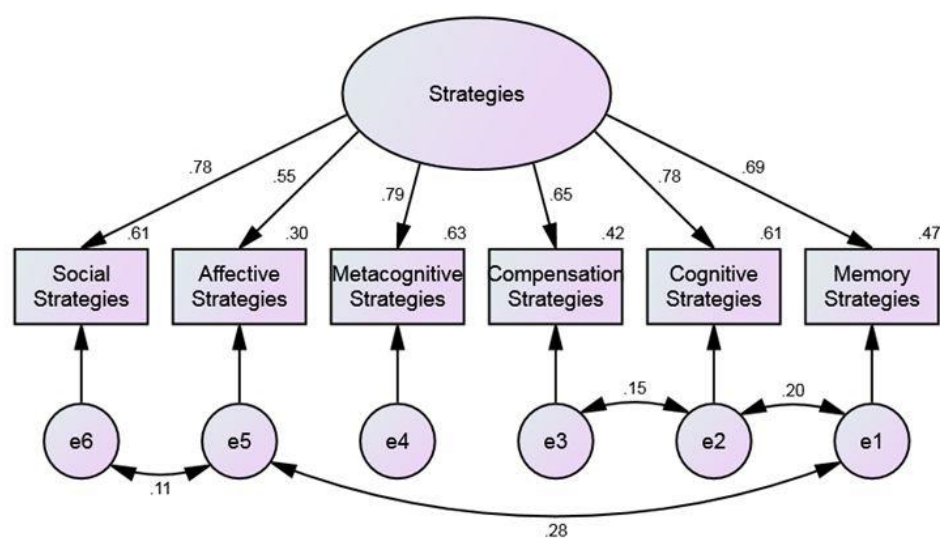 Strategies
.78
.55
.79
.65
.78
.69
.61
.30
.63
.42
.61
.47
Social
Strategies
Affective
Strategies
Metacognitive
Strategies
Compensation
Strategies
Cognitive
Strategies
Memory
Strategies
.15
.20
e6
e5
e4
e3
e2
e1
.11
.28